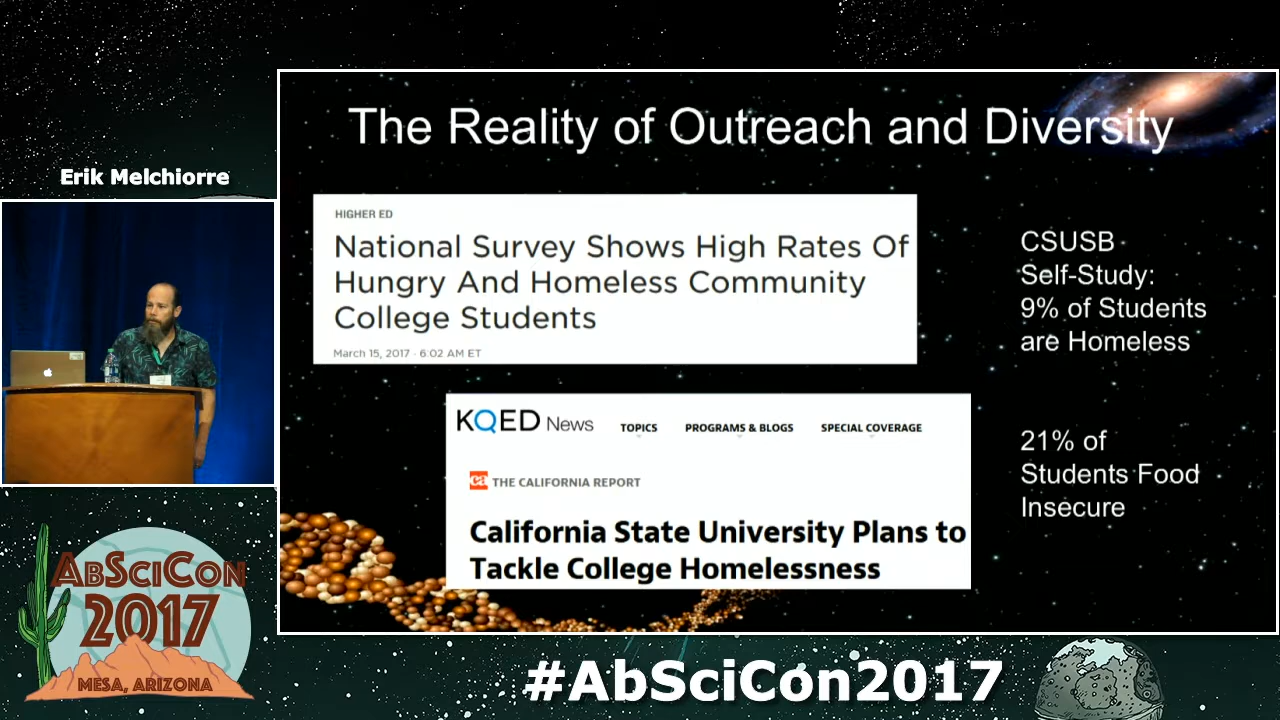 The Reality of Outreach and Diversity
Erik Melchiorre
HIGHER ED
National Survey Shows High Rates Of
Hungry And Homeless Community
College Students
March 15, 2017 · 6:02 AM ET
CSUSB
Self-Study:
9% of Students
are Homeless
KQED News TOPICS PROGRAMS & BLOGS SPECIAL COVERAGE
ca THE CALIFORNIA REPORT
California State University Plans to
Tackle College Homelessness
21% of
Students Food
Insecure
ABSCICON
2017
MESA, ARIZONA
#AbSciCon2017